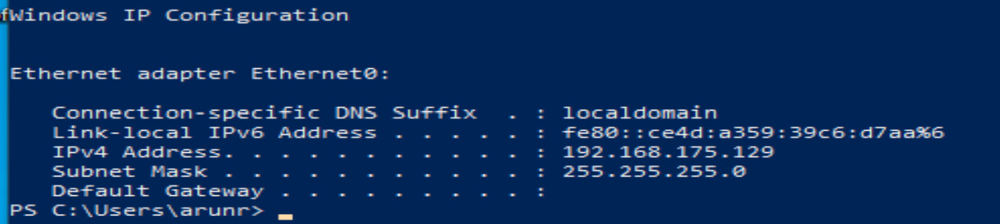 Windows IP Configuration
Ethernet adapter Ethernet0:
Connection-specific DNS Suffix  . : localdomain
Link-local IPv6 Address . . . . . : fe80::ce4d:a359:39c6:d7aa%6
IPv4 Address. . . . . . . . . . . : 192.168.175.129
Subnet Mask . . . . . . . . . . . : 255.255.255.0
Default Gateway . . . . . . . . . :
PS C:\Users\arunr>